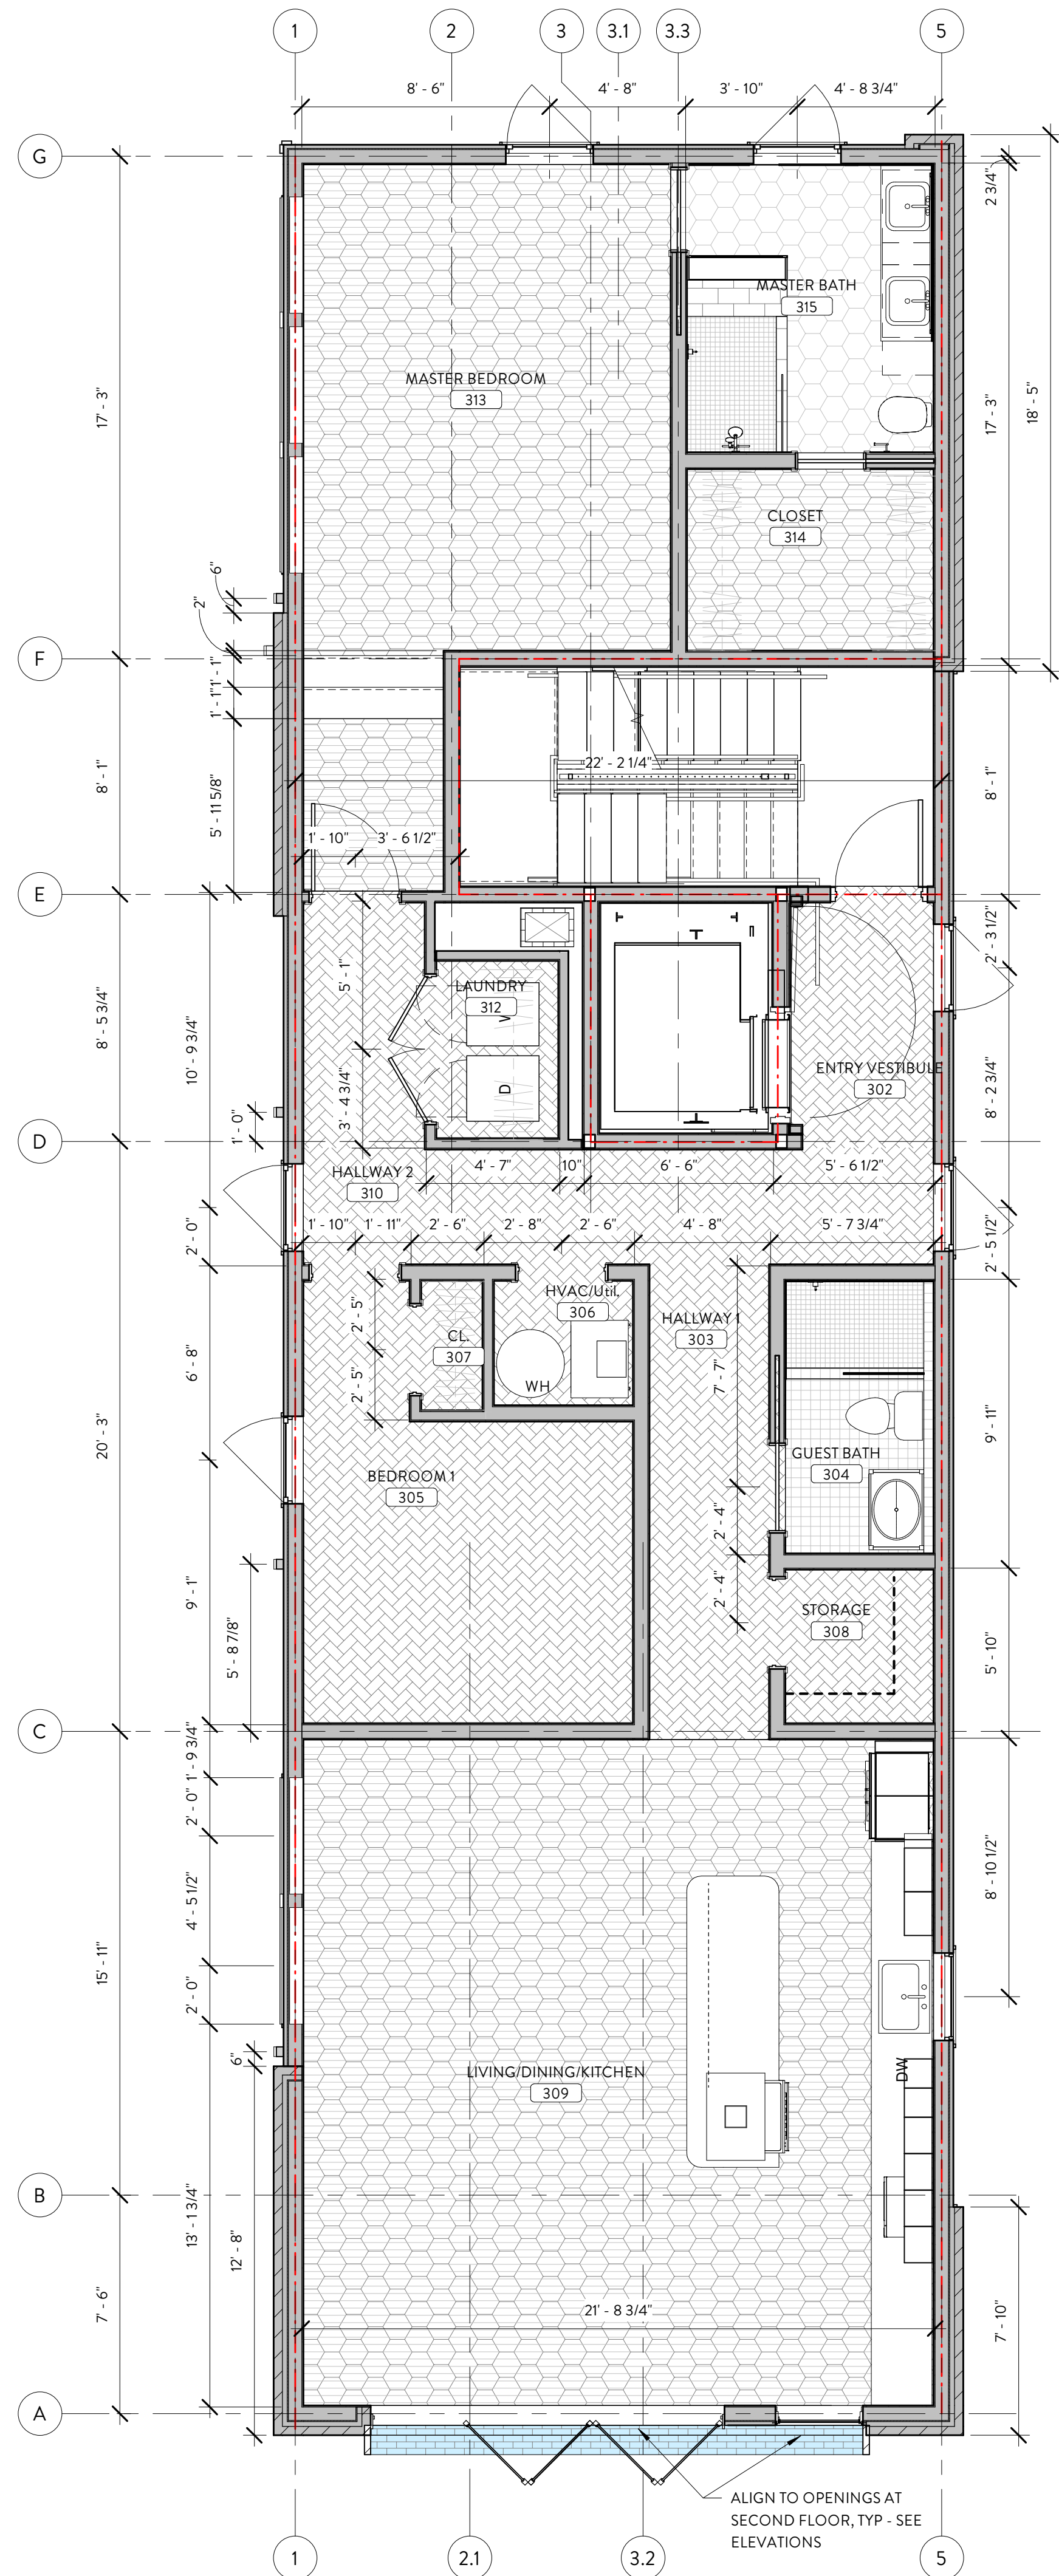 1
2
3
3.1
3.3
5
8' - 6"
4' - 8"
3' - 10"
4' - 8 3/4"
G
2 3/4"
MASTER BATH
315
MASTER BEDROOM
313
17' - 3"
17' - 3"
18' - 5"
CLOSET
314
6"
2"
F
1' - 1"
1' - 1"
8' - 1"
5' - 11 5/8"
22' - 2 1/4"
8' - 1"
1' - 10"
3' - 6 1/2"
E
2' - 3 1/2"
5' - 1"
LAUNDRY
312
8' - 5 3/4"
10' - 9 3/4"
3' - 4 3/4"
D
ENTRY VESTIBULE
302
8' - 2 3/4"
1' - 0"
D
HALLWAY 2
310
4' - 7"
10"
6' - 6"
5' - 6 1/2"
2' - 0"
1' - 10"
1' - 11"
2' - 6"
2' - 8"
2' - 6"
4' - 8"
5' - 7 3/4"
2' - 5 1/2"
HVAC/Util.
306
2' - 5"
CL.
307
HALLWAY 1
303
WH
6' - 8"
2' - 5"
7' - 7"
20' - 3"
9' - 11"
BEDROOM 1
305
GUEST BATH
304
2' - 4"
9' - 1"
2' - 4"
STORAGE
308
5' - 8 7/8"
5' - 10"
C
1' - 9 3/4"
2' - 0"
4' - 5 1/2"
8' - 10 1/2"
15' - 11"
2' - 0"
6"
LIVING/DINING/KITCHEN
309
DW
B
13' - 1 3/4"
12' - 8"
7' - 6"
21' - 8 3/4"
7' - 10"
A
ALIGN TO OPENINGS AT
SECOND FLOOR, TYP - SEE
ELEVATIONS
1
2.1
3.2
5